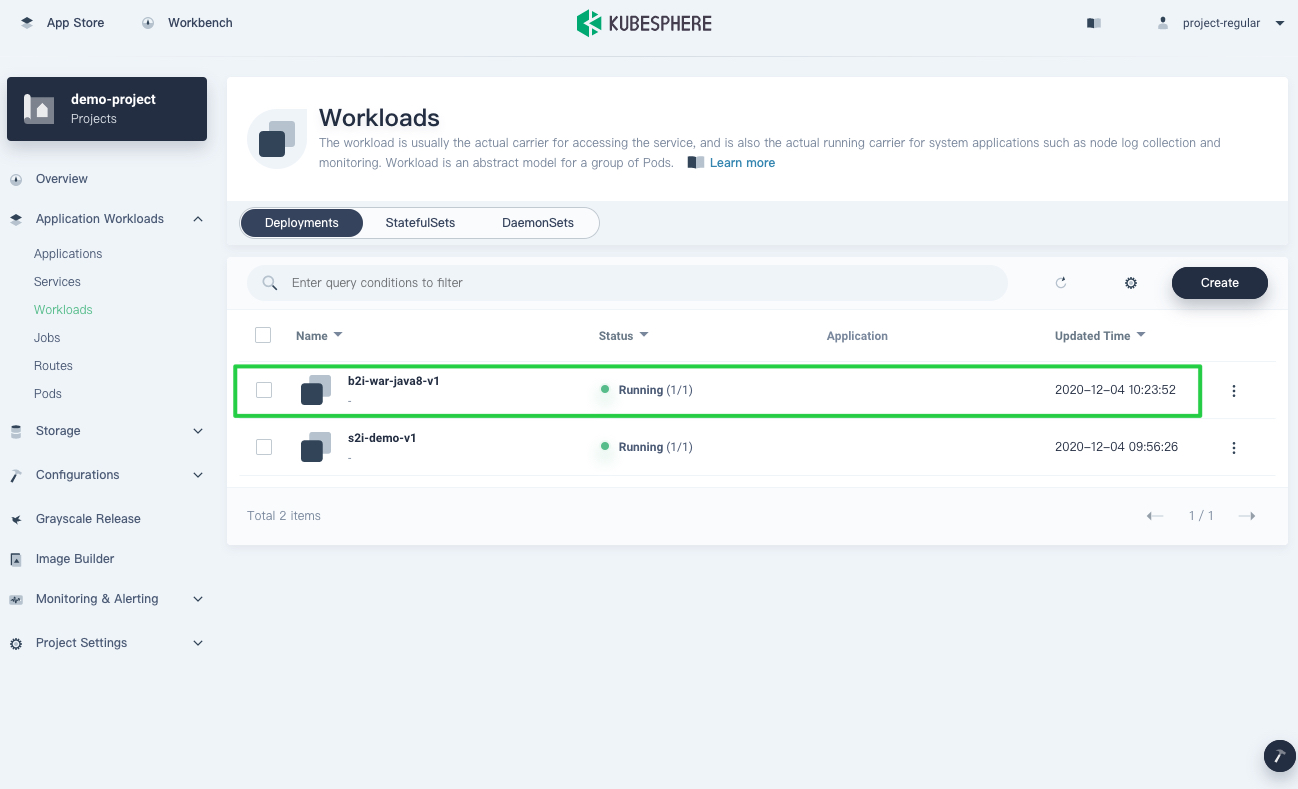 App Store
Workbench
KUBESPHERE
project-regular
demo-project
Projects
Overview
Application Workloads
Applications
Services
Workloads
Jobs
Routes
Pods
Storage
Configurations
Grayscale Release
Image Builder
Monitoring & Alerting
Project Settings
Workloads
The workload is usually the actual carrier for accessing the service, and is also the actual running carrier for system applications such as node log collection and
monitoring. Workload is an abstract model for a group of Pods. Learn more
Deployments StatefulSets DaemonSets
Enter query conditions to filter
Create
Name Status Application Updated Time
b2i-war-java8-v1 Running (1/1) 2020–12–04 10:23:52
-
s2i-demo-v1 Running (1/1) 2020–12–04 09:56:26
-
Total 2 items 1 / 1